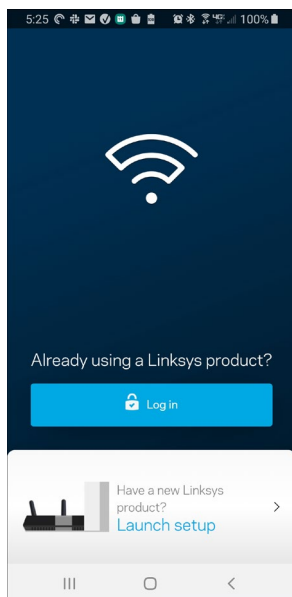 5:25 100%
Already using a Linksys product?
Log in
Have a new Linksys
product?
Launch setup